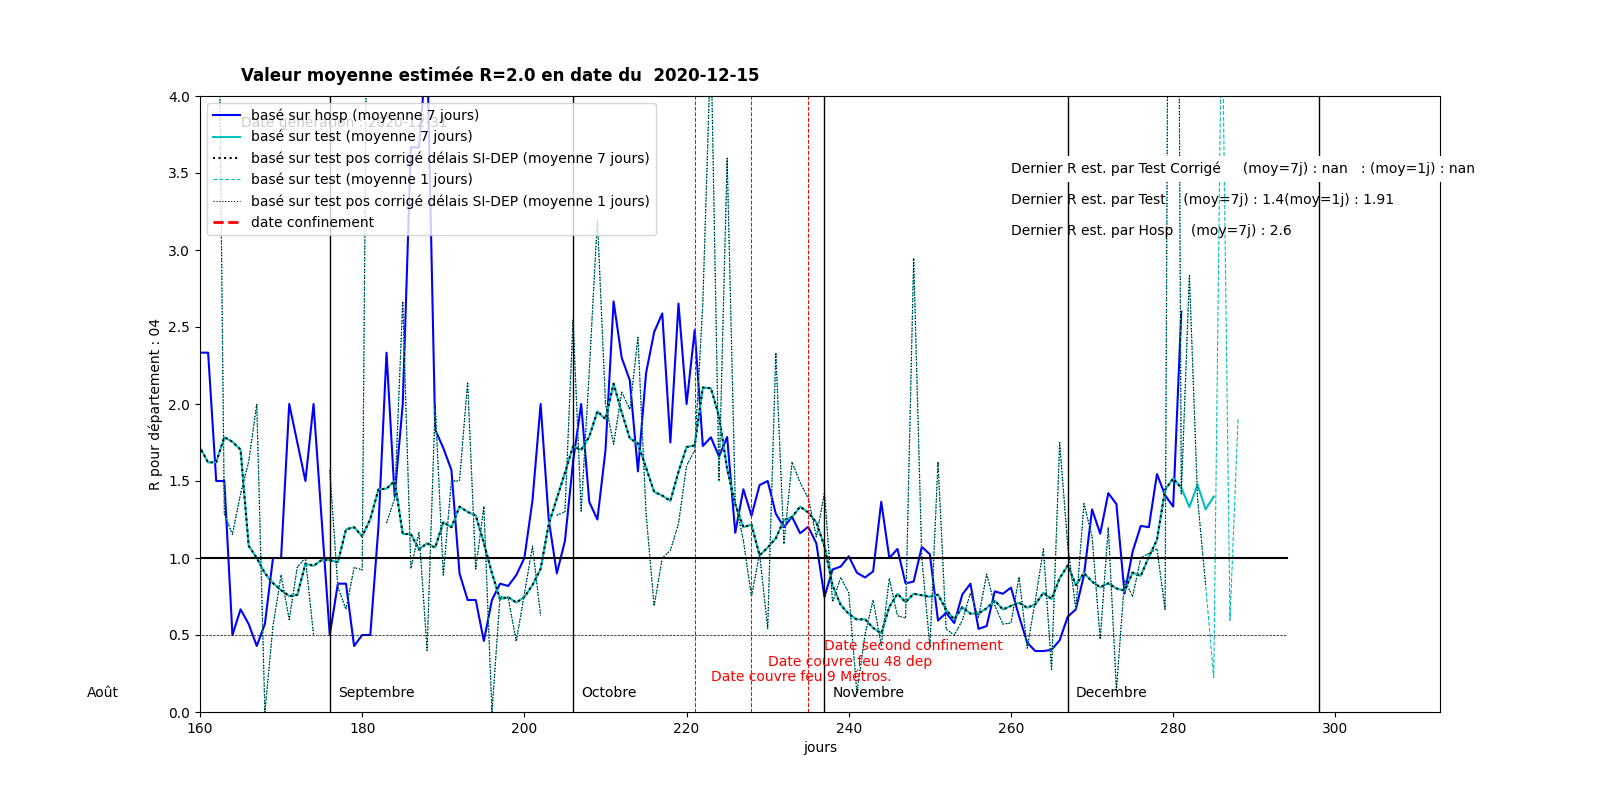 Valeur moyenne estimée R=2.0 en date du  2020-12-15
Date génération : 2020-12-31
basé sur hosp (moyenne 7 jours)
basé sur test (moyenne 7 jours)
basé sur test pos corrigé délais SI-DEP (moyenne 7 jours)
basé sur test (moyenne 1 jours)
basé sur test pos corrigé délais SI-DEP (moyenne 1 jours)
date confinement
Dernier R est. par Test Corrigé     (moy=7j) : nan   : (moy=1j) : nan
Dernier R est. par Test    (moy=7j) : 1.4(moy=1j) : 1.91
Dernier R est. par Hosp    (moy=7j) : 2.6
4.0
3.5
3.0
2.5
2.0
1.5
1.0
0.5
0.0
R pour département : 04
Date second confinement
Date couvre feu 48 dep
Date couvre feu 9 Métros.
Août Septembre Octobre Novembre Decembre
160 180 200 220 240 260 280 300
jours